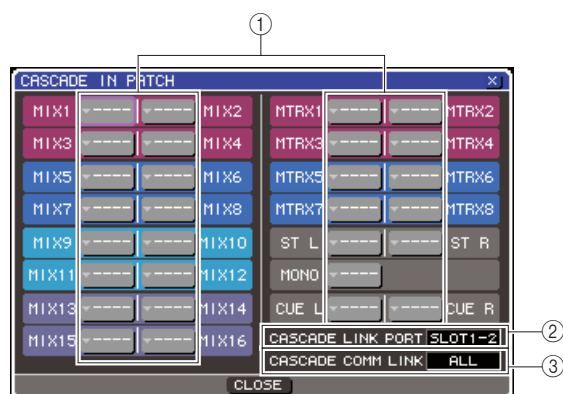 ①
CASCADE IN PATCH X
MIX1 ---- ---- MIX2 MTRX1 ---- ---- MTRX2
MIX3 ---- ---- MIX4 MTRX3 ---- ---- MTRX4
MIX5 ---- ---- MIX6 MTRX5 ---- ---- MTRX6
MIX7 ---- ---- MIX8 MTRX7 ---- ---- MTRX8
MIX9 ---- ---- MIX10 ST L ---- ---- ST R
MIX11 ---- ---- MIX12 MONO ----
MIX13 ---- ---- MIX14 CUE L ---- ---- CUE R
MIX15 ---- ---- MIX16 CASCADE LINK PORT SLOT1-2 ②
CASCADE COMM LINK ALL ③
CLOSE